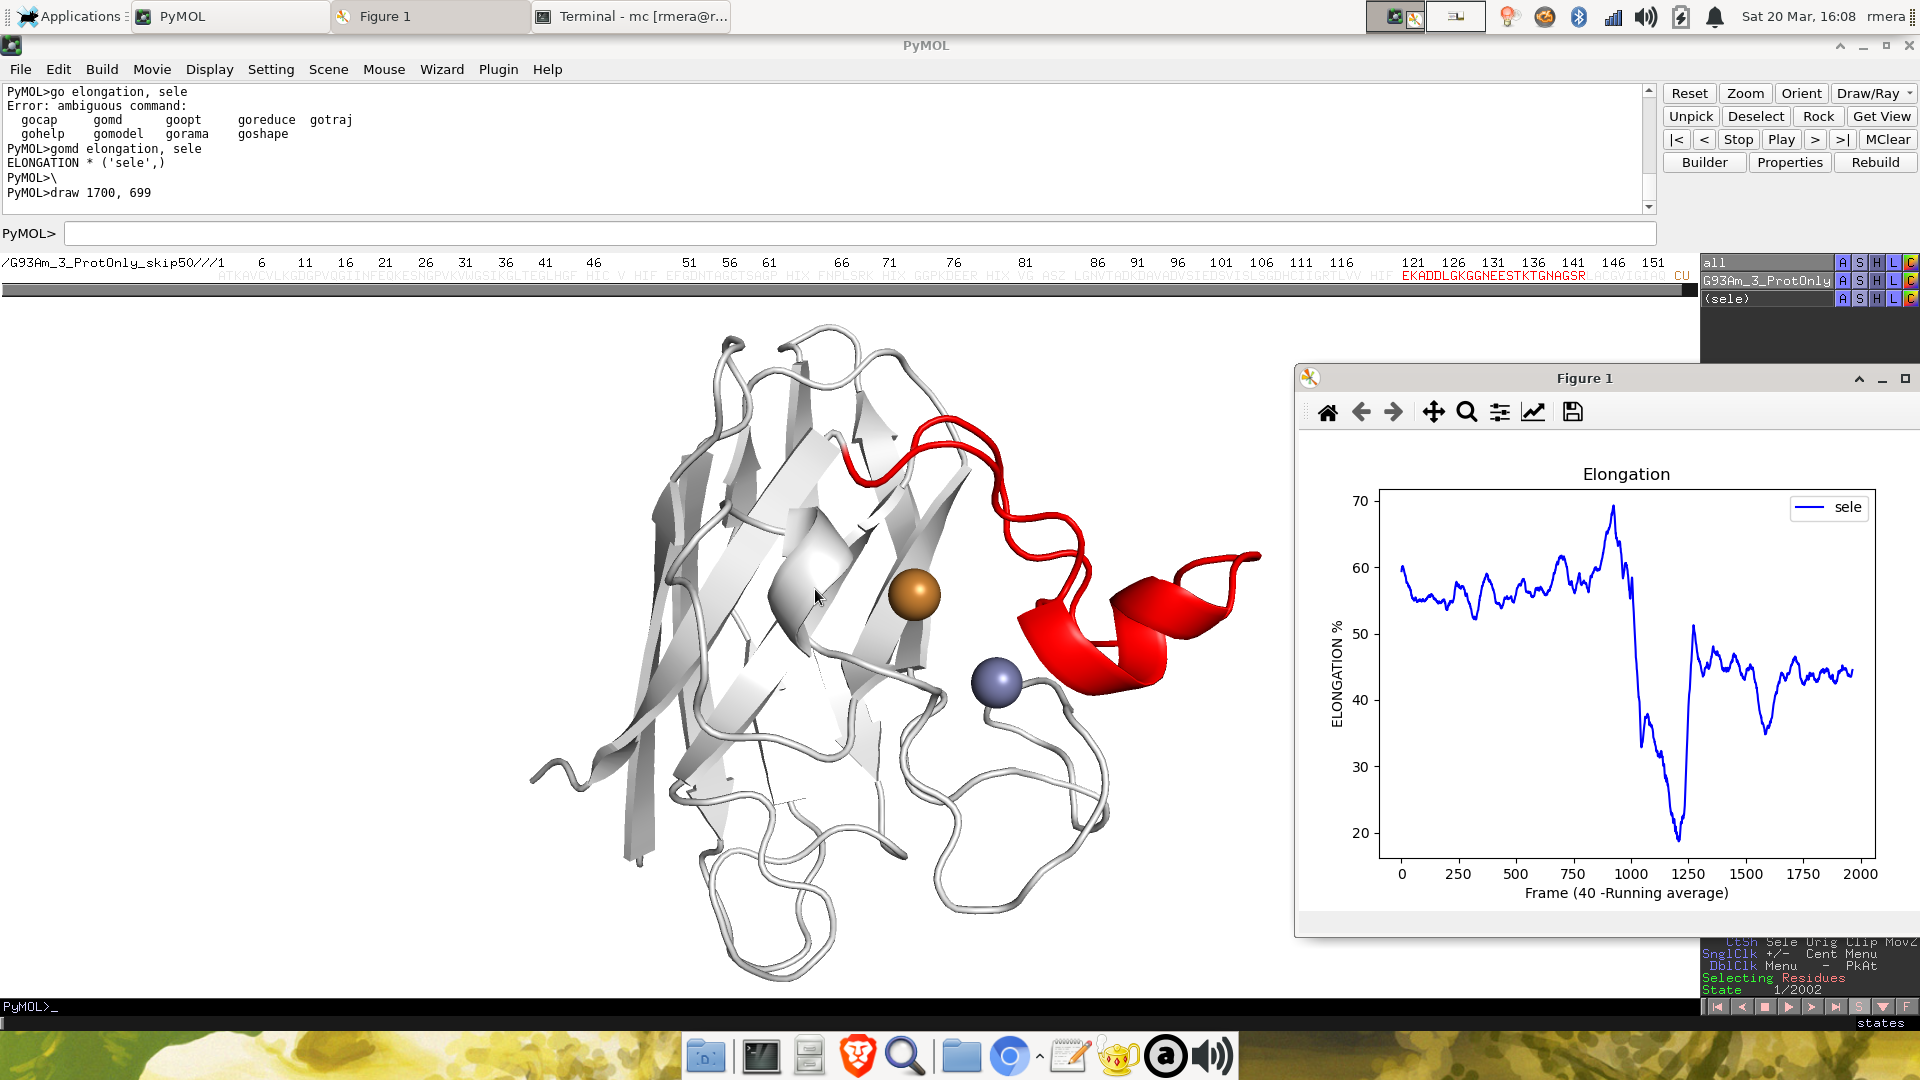 Applications
PyMOL
Figure 1
Terminal - mc [rmera@r...
Sat 20 Mar, 16:08
rmera
PyMOL
File Edit Build Movie Display Setting Scene Mouse Wizard Plugin Help
PyMOL>go elongation, sele
Error: ambiguous command:
gocap gomd goopt goreduce gotraj
gohelp gomodel gorama goshape
PyMOL>gomd elongation, sele
ELONGATION * ('sele',)
PyMOL>\
PyMOL>draw 1700, 699
PyMOL>
Reset Zoom Orient Draw/Ray
Unpick Deselect Rock Get View
|< < Stop Play > >| MClear
Builder Properties Rebuild
/G93Am_3_ProtOnly_skip50///1 6 11 16 21 26 31 36 41 46 51 56 61 66 71 76 81 86 91 96 101 106 111 116 121 126 131 136 141 146 151
EKADDLGKGGNEESTKTGNAGSR
CU
all A S H L C
G93Am_3_ProtOnly A S H L C
(sele) A S H L C
Figure 1
Elongation
sele
ELONGATION %
70
60
50
40
30
20
0 250 500 750 1000 1250 1500 1750 2000
Frame (40 -Running average)
CtSh Sele Orig Clip MovZ
SnglClk +/- Cent Menu
DblClk Menu - PkAt
Selecting Residues
State 1/2002
PyMOL>_
S F
states